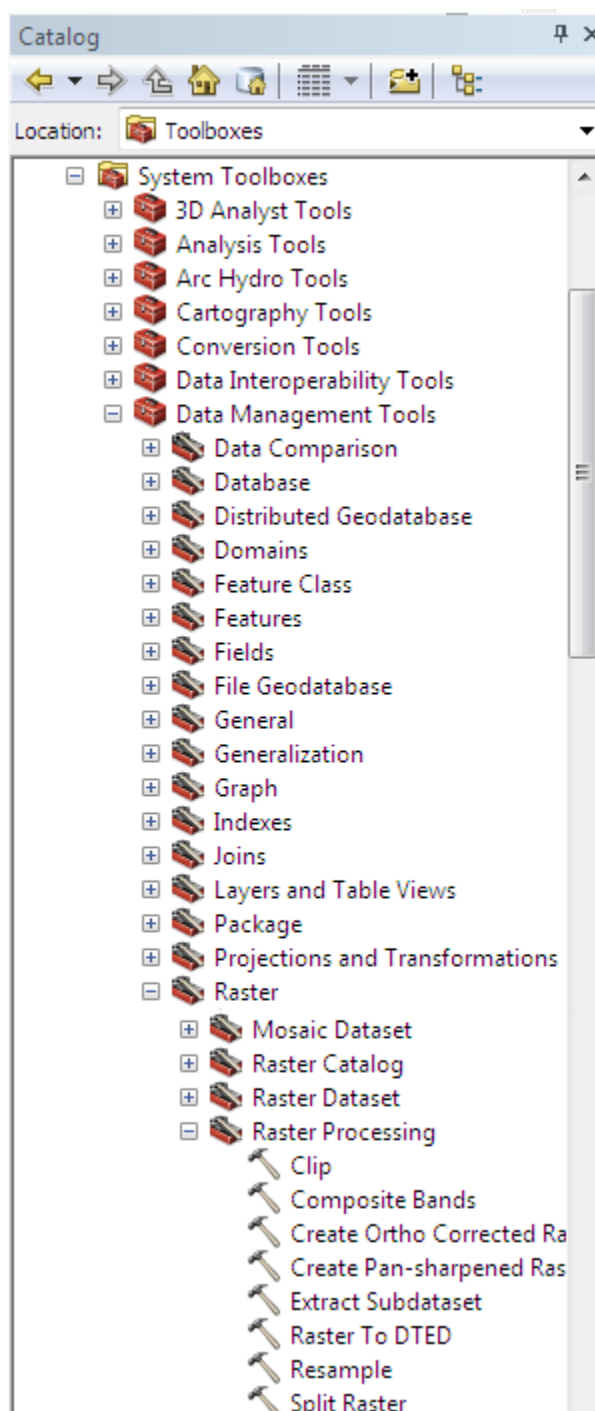 Catalog
Location: Toolboxes
System Toolboxes
3D Analyst Tools
Analysis Tools
Arc Hydro Tools
Cartography Tools
Conversion Tools
Data Interoperability Tools
Data Management Tools
Data Comparison
Database
Distributed Geodatabase
Domains
Feature Class
Features
Fields
File Geodatabase
General
Generalization
Graph
Indexes
Joins
Layers and Table Views
Package
Projections and Transformations
Raster
Mosaic Dataset
Raster Catalog
Raster Dataset
Raster Processing
Clip
Composite Bands
Create Ortho Corrected Ra
Create Pan-sharpened Ras
Extract Subdataset
Raster To DTED
Resample
Split Raster